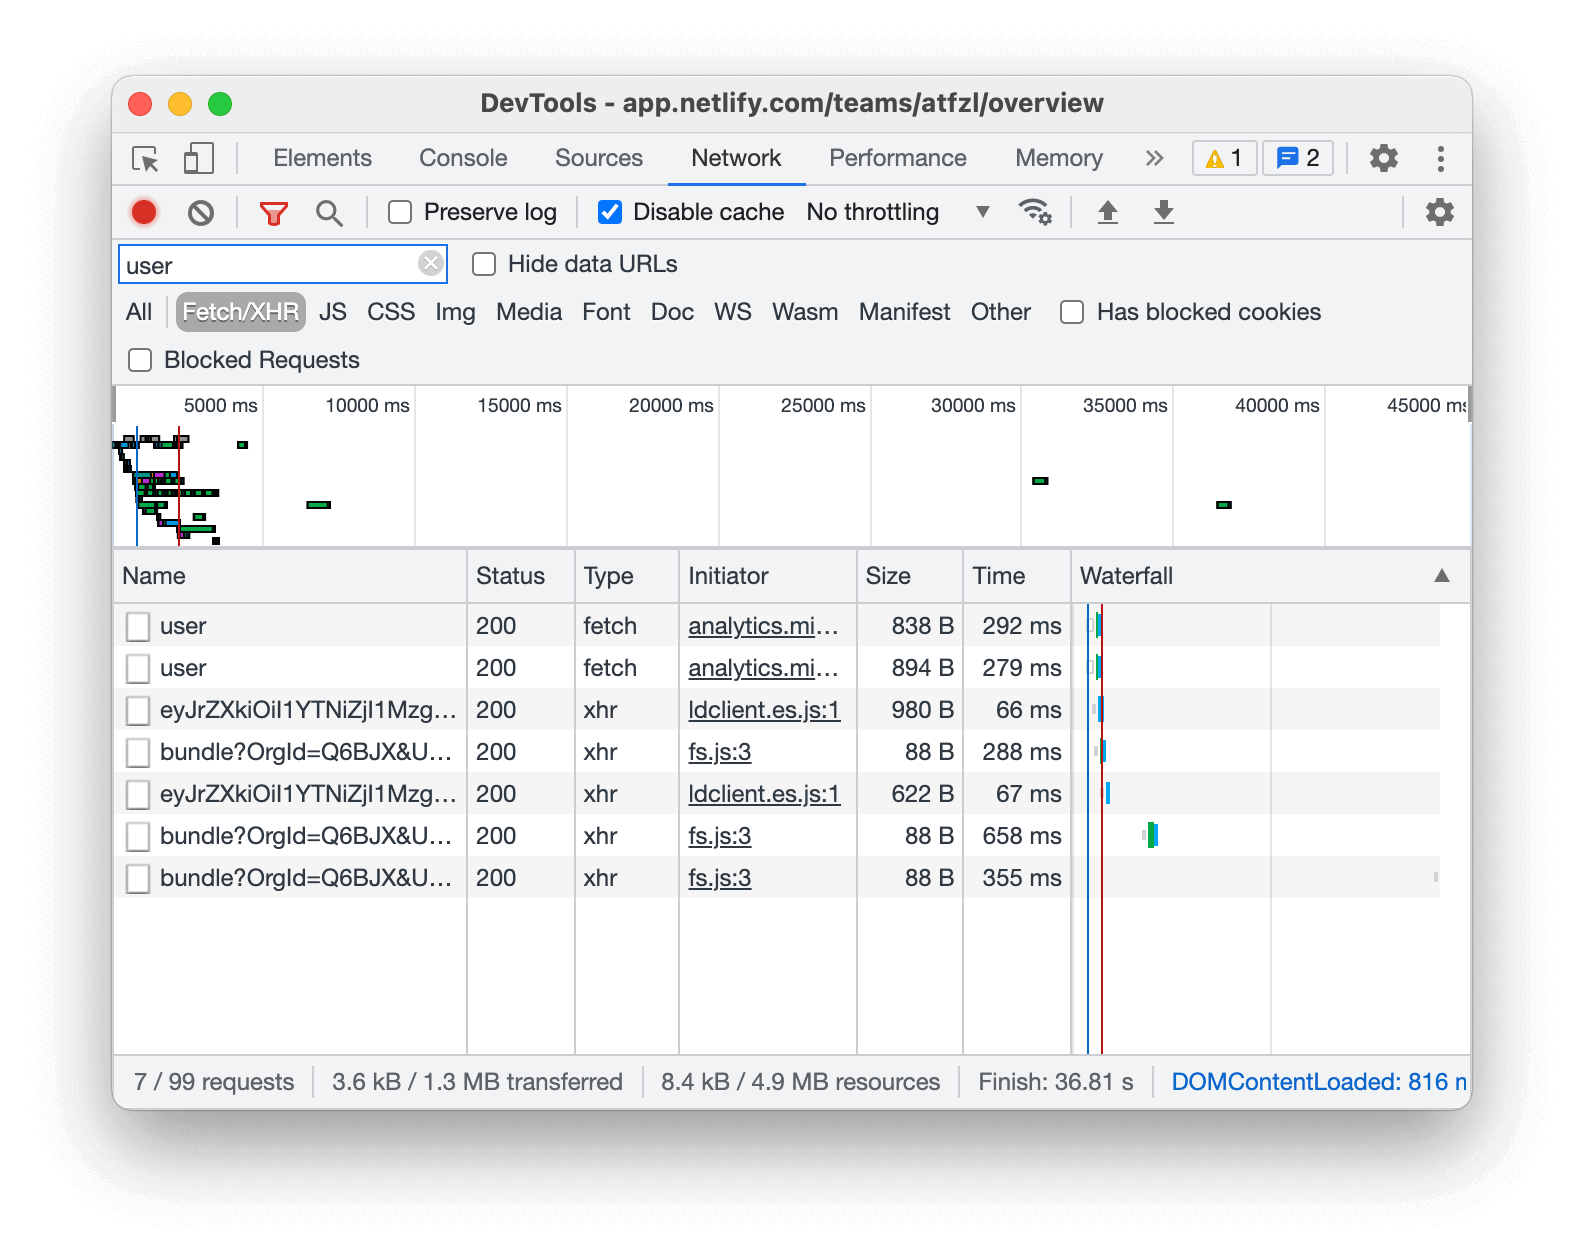 DevTools - app.netlify.com/teams/atfzl/overview
Elements Console Sources Network Performance Memory 1 2
Preserve log Disable cache No throttling
user Hide data URLs
All Fetch/XHR JS CSS Img Media Font Doc WS Wasm Manifest Other Has blocked cookies
Blocked Requests
5000 ms 10000 ms 15000 ms 20000 ms 25000 ms 30000 ms 35000 ms 40000 ms 45000 ms
Name Status Type Initiator Size Time Waterfall
user 200 fetch analytics.mi… 838 B 292 ms
user 200 fetch analytics.mi… 894 B 279 ms
eyJrZXkiOiI1YTNiZjI1Mzg… 200 xhr ldclient.es.js:1 980 B 66 ms
bundle?OrgId=Q6BJX&U… 200 xhr fs.js:3 88 B 288 ms
eyJrZXkiOiI1YTNiZjI1Mzg… 200 xhr ldclient.es.js:1 622 B 67 ms
bundle?OrgId=Q6BJX&U… 200 xhr fs.js:3 88 B 658 ms
bundle?OrgId=Q6BJX&U… 200 xhr fs.js:3 88 B 355 ms
7 / 99 requests 3.6 kB / 1.3 MB transferred 8.4 kB / 4.9 MB resources Finish: 36.81 s DOMContentLoaded: 816 m